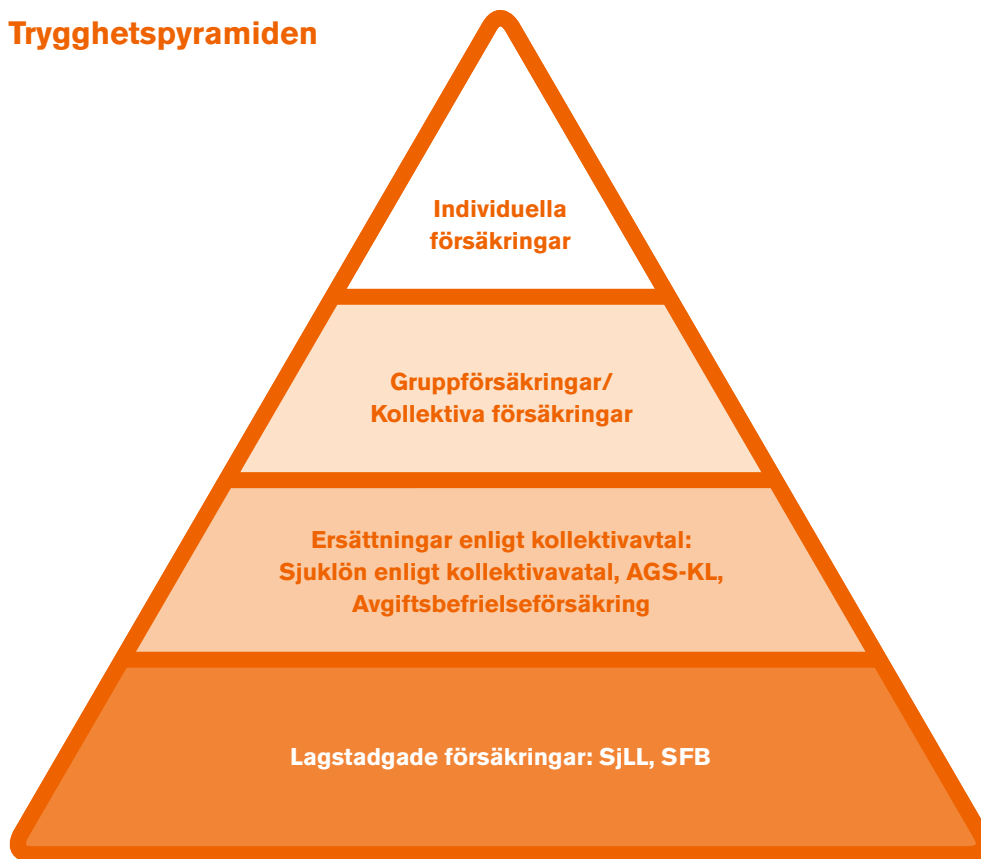 Trygghetspyramiden
Individuella
försäkringar
Gruppförsäkringar/
Kollektiva försäkringar
Ersättningar enligt kollektivavtal:
Sjuklön enligt kollektivavatal, AGS-KL,
Avgiftsbefrielseförsäkring
Lagstadgade försäkringar: SjLL, SFB